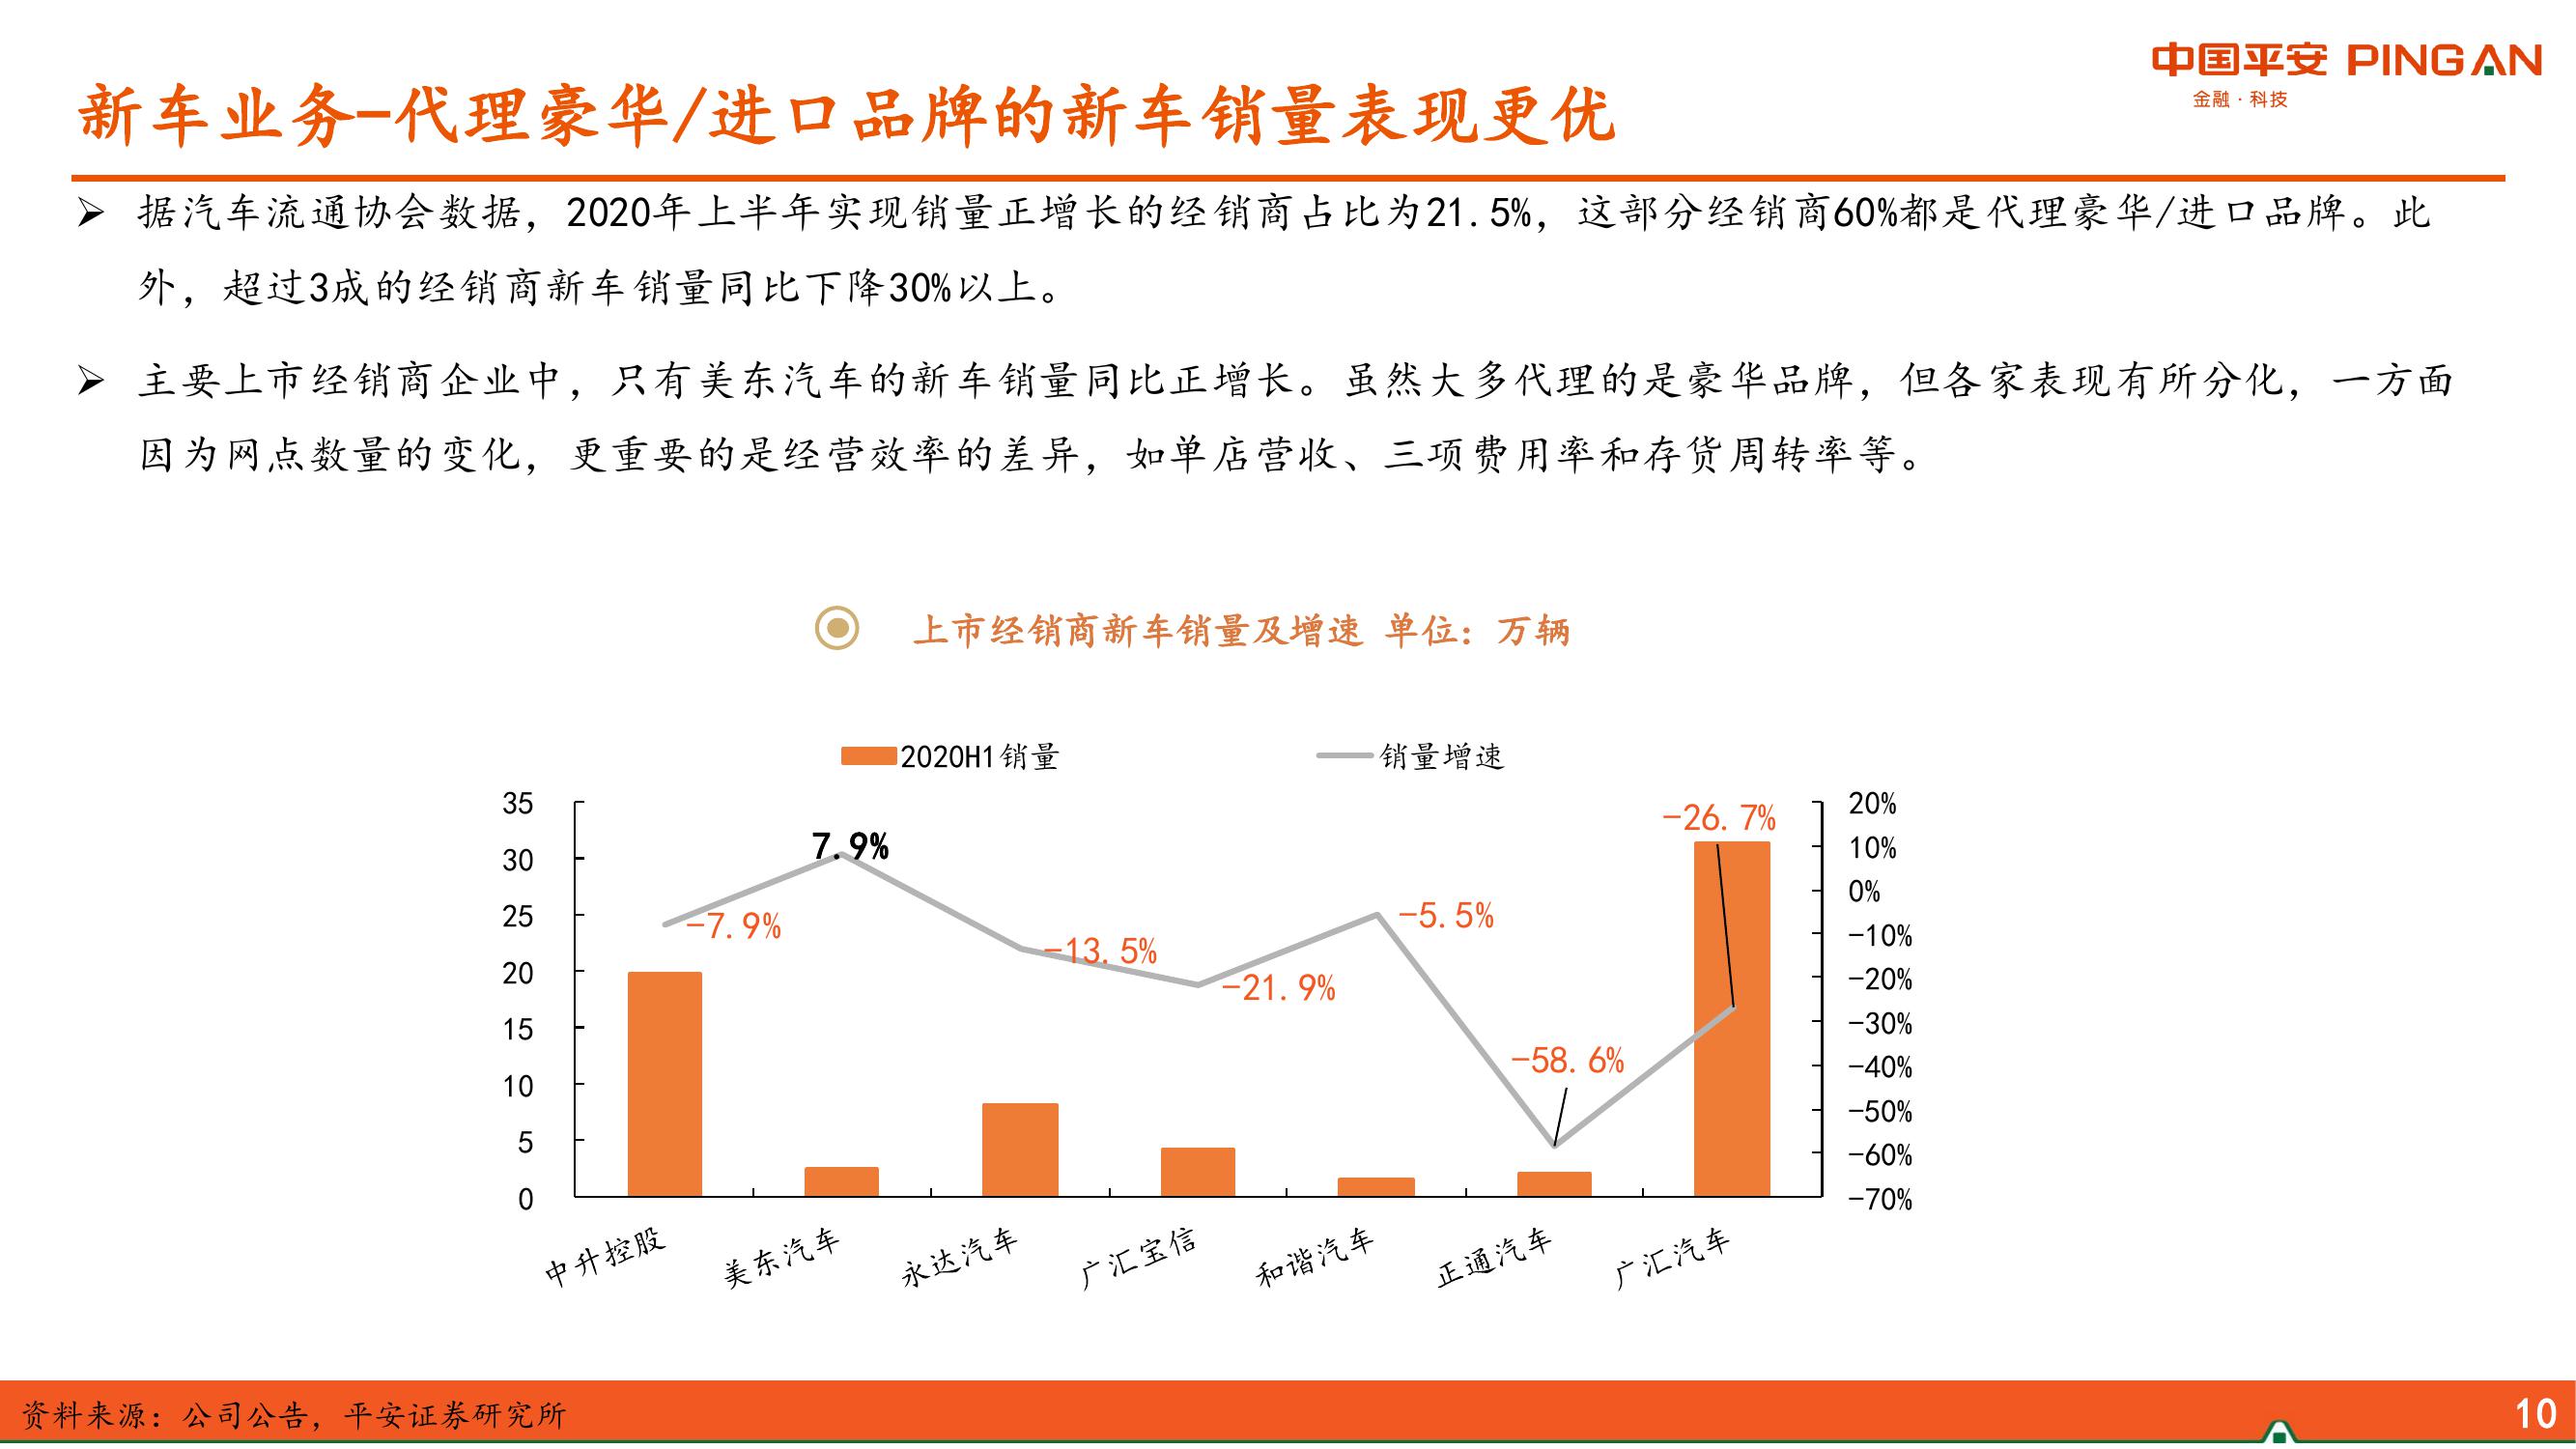 中国平安 PINGAN
金融·科技
新车业务-代理豪华/进口品牌的新车销量表现更优
➢ 据汽车流通协会数据，2020年上半年实现销量正增长的经销商占比为21.5%，这部分经销商60%都是代理豪华/进口品牌。此
外，超过3成的经销商新车销量同比下降30%以上。
➢ 主要上市经销商企业中，只有美东汽车的新车销量同比正增长。虽然大多代理的是豪华品牌，但各家表现有所分化，一方面
因为网点数量的变化，更重要的是经营效率的差异，如单店营收、三项费用率和存货周转率等。
上市经销商新车销量及增速 单位：万辆
2020H1销量 销量增速
35
30
25
20
15
10
5
0
-7.9%
7.9%
-13.5%
-21.9%
-5.5%
-58.6%
-26.7%
20%
10%
0%
-10%
-20%
-30%
-40%
-50%
-60%
-70%
中升控股
美东汽车
永达汽车
广汇宝信
和谐汽车
正通汽车
广汇汽车
资料来源：公司公告，平安证券研究所
10